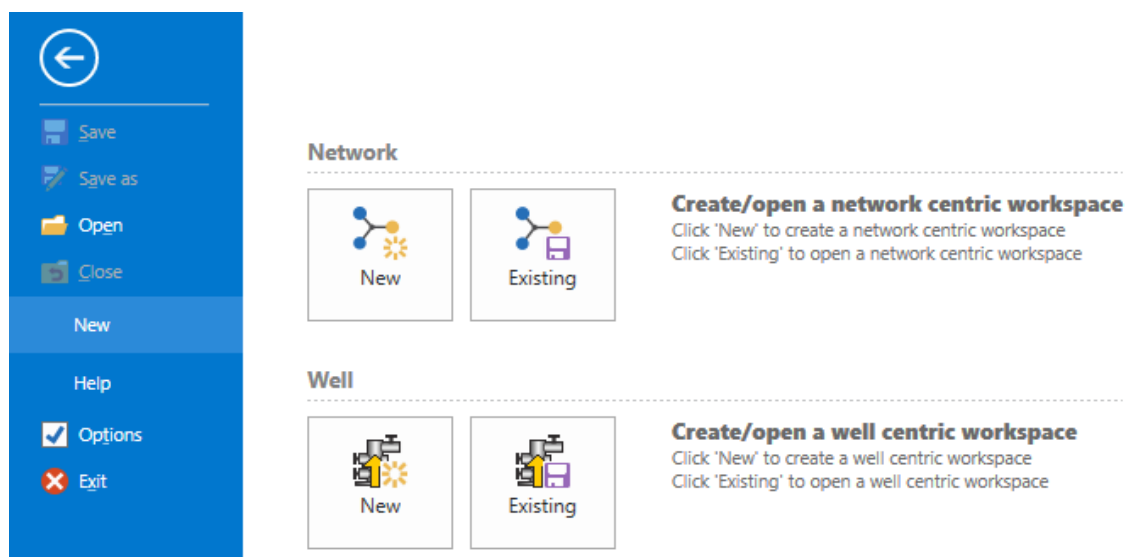 Save
Save as
Open
Close
New
Help
Options
Exit
Network
New
Existing
Create/open a network centric workspace
Click 'New' to create a network centric workspace
Click 'Existing' to open a network centric workspace
Well
New
Existing
Create/open a well centric workspace
Click 'New' to create a well centric workspace
Click 'Existing' to open a well centric workspace